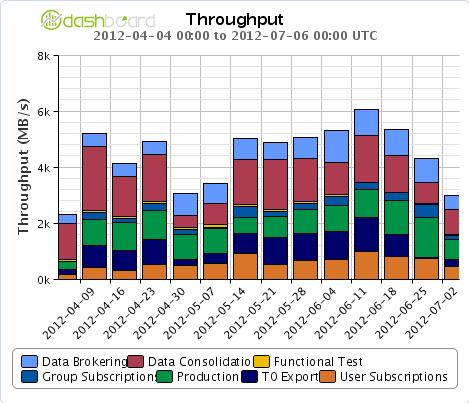 dashboard Throughput
2012-04-04 00:00 to 2012-07-06 00:00 UTC
8k
6k
4k
2k
0k
Throughput (MB/s)
2012-04-09
2012-04-16
2012-04-23
2012-04-30
2012-05-07
2012-05-14
2012-05-21
2012-05-28
2012-06-04
2012-06-11
2012-06-18
2012-06-25
2012-07-02
Data Brokering Data Consolidatio Functional Test
Group Subscriptions Production T0 Export User Subscriptions